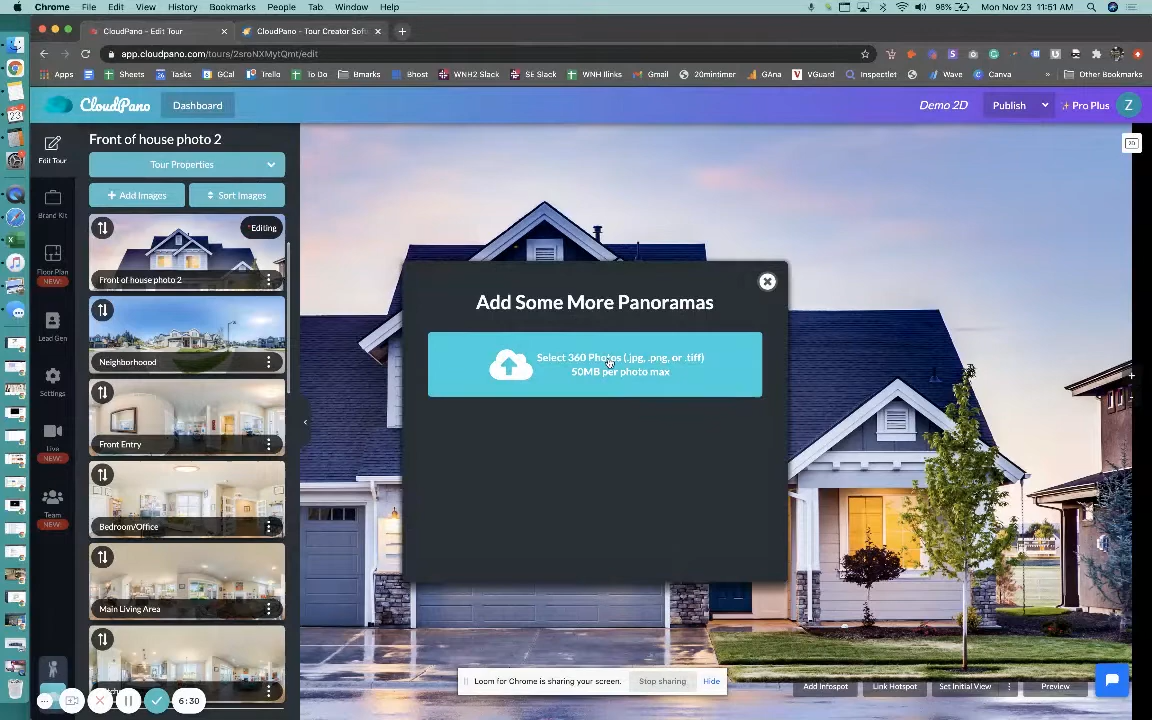 Chrome File Edit View History Bookmarks People Tab Window Help
98% Mon Nov 23 11:51 AM
CloudPano - Edit Tour
CloudPano - Tour Creator Soft
app.cloudpano.com/tours/2sroNXMytQmt/edit
Apps Sheets Tasks GCal Trello To Do Bmarks Bhost WNH2 Slack SE Slack WNH llinks Gmail 20mintimer GAna VGuard Inspectlet Wave Canva » Other Bookmarks
CloudPano
Dashboard
Demo 2D
Publish
Pro Plus
Z
Edit Tour
Brand Kit
Floor Plan
NEW!
Lead Gen
Settings
Live
NEW!
Team
NEW!
Front of house photo 2
Tour Properties
+ Add Images
Sort Images
*Editing
Front of house photo 2
Neighborhoood
Front Entry
Bedroom/Office
Main Living Area
6:30
Add Some More Panoramas
Select 360 Photos (.jpg, .png, or .tiff)
50MB per photo max
Loom for Chrome is sharing your screen.
Stop sharing
Hide
Add Infospot
Link Hotspot
Set Initial View
Preview